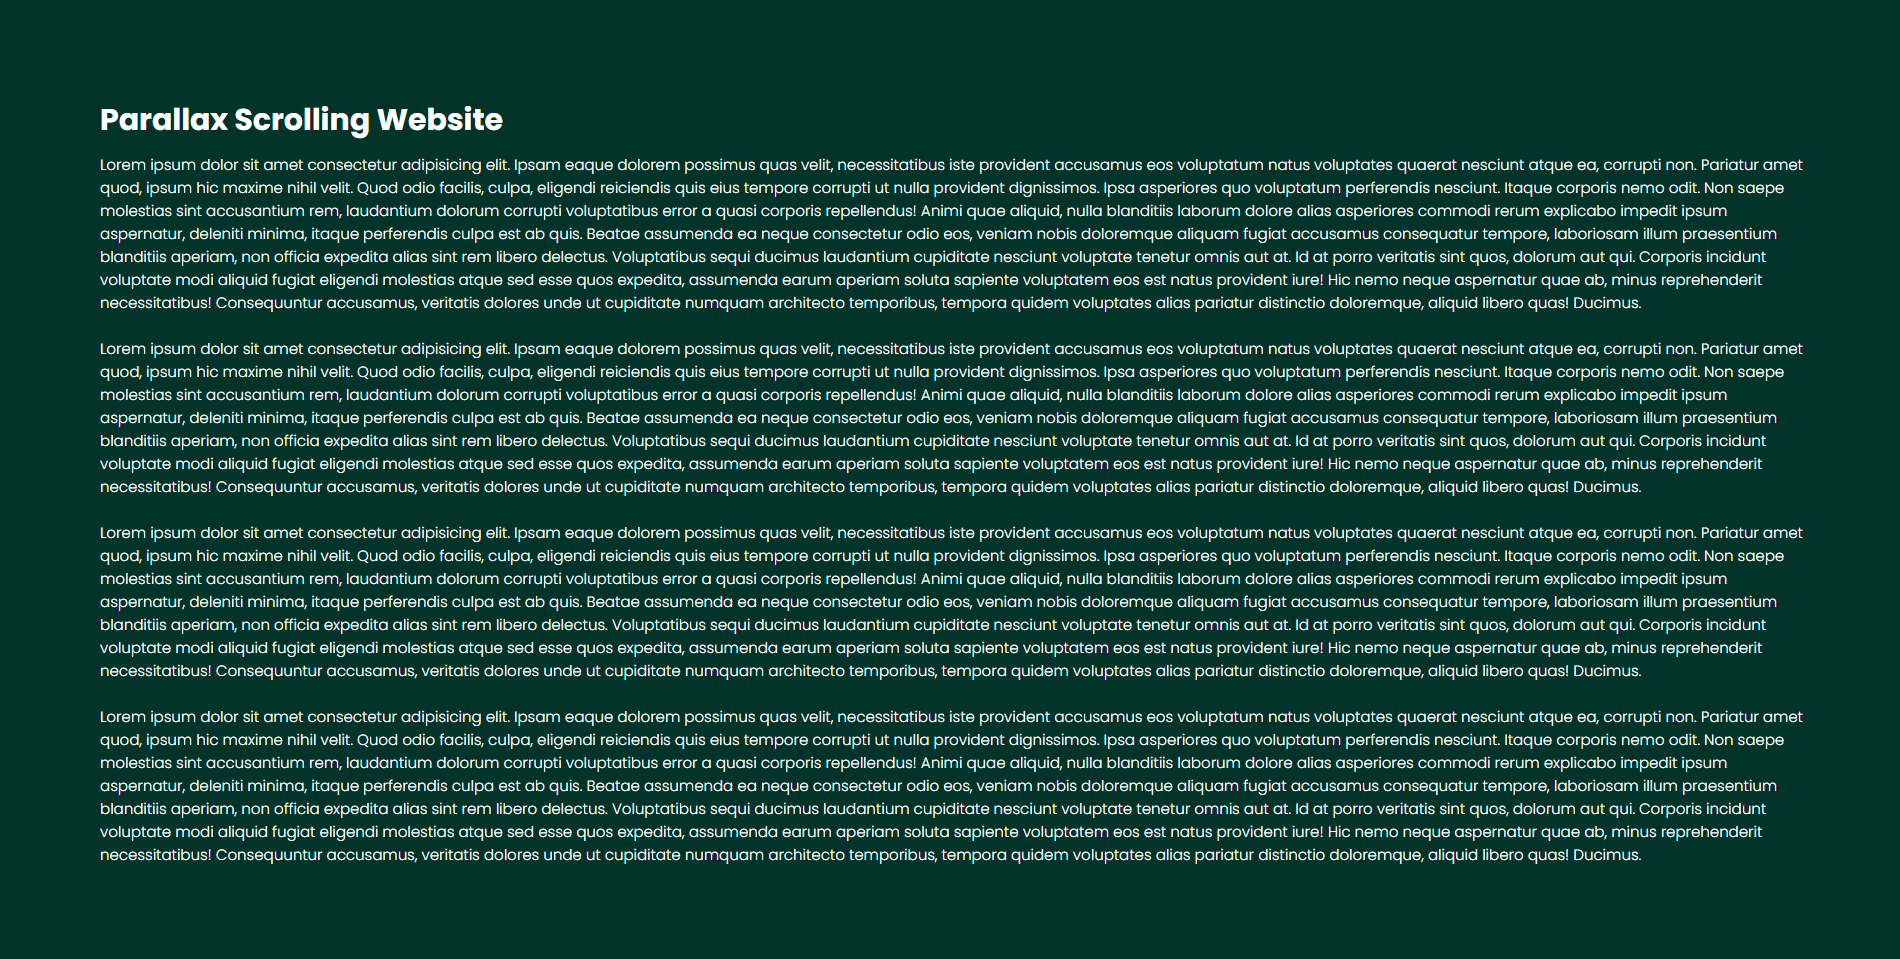 Parallax Scrolling Website
Lorem ipsum dolor sit amet consectetur adipisicing elit. Ipsam eaque dolorem possimus quas velit, necessitatibus iste provident accusamus eos voluptatum natus voluptates quaerat nesciunt atque ea, corrupti non. Pariatur amet
quod, ipsum hic maxime nihil velit. Quod odio facilis, culpa, eligendi reiciendis quis eius tempore corrupti ut nulla provident dignissimos. Ipsa asperiores quo voluptatum perferendis nesciunt. Itaque corporis nemo odit. Non saepe
molestias sint accusantium rem, laudantium dolorum corrupti voluptatibus error a quasi corporis repellendus! Animi quae aliquid, nulla blanditiis laborum dolore alias asperiores commodi rerum explicabo impedit ipsum
aspernatur, deleniti minima, itaque perferendis culpa est ab quis. Beatae assumenda ea neque consectetur odio eos, veniam nobis doloremque aliquam fugiat accusamus consequatur tempore, laboriosam illum praesentium
blanditiis aperiam, non officia expedita alias sint rem libero delectus. Voluptatibus sequi ducimus laudantium cupiditate nesciunt voluptate tenetur omnis aut at. Id at porro veritatis sint quos, dolorum aut qui. Corporis incidunt
voluptate modi aliquid fugiat eligendi molestias atque sed esse quos expedita, assumenda earum aperiam soluta sapiente voluptatem eos est natus provident iure! Hic nemo neque aspernatur quae ab, minus reprehenderit
necessitatibus! Consequuntur accusamus, veritatis dolores unde ut cupiditate numquam architecto temporibus, tempora quidem voluptates alias pariatur distinctio doloremque, aliquid libero quas! Ducimus.
Lorem ipsum dolor sit amet consectetur adipisicing elit. Ipsam eaque dolorem possimus quas velit, necessitatibus iste provident accusamus eos voluptatum natus voluptates quaerat nesciunt atque ea, corrupti non. Pariatur amet
quod, ipsum hic maxime nihil velit. Quod odio facilis, culpa, eligendi reiciendis quis eius tempore corrupti ut nulla provident dignissimos. Ipsa asperiores quo voluptatum perferendis nesciunt. Itaque corporis nemo odit. Non saepe
molestias sint accusantium rem, laudantium dolorum corrupti voluptatibus error a quasi corporis repellendus! Animi quae aliquid, nulla blanditiis laborum dolore alias asperiores commodi rerum explicabo impedit ipsum
aspernatur, deleniti minima, itaque perferendis culpa est ab quis. Beatae assumenda ea neque consectetur odio eos, veniam nobis doloremque aliquam fugiat accusamus consequatur tempore, laboriosam illum praesentium
blanditiis aperiam, non officia expedita alias sint rem libero delectus. Voluptatibus sequi ducimus laudantium cupiditate nesciunt voluptate tenetur omnis aut at. Id at porro veritatis sint quos, dolorum aut qui. Corporis incidunt
voluptate modi aliquid fugiat eligendi molestias atque sed esse quos expedita, assumenda earum aperiam soluta sapiente voluptatem eos est natus provident iure! Hic nemo neque aspernatur quae ab, minus reprehenderit
necessitatibus! Consequuntur accusamus, veritatis dolores unde ut cupiditate numquam architecto temporibus, tempora quidem voluptates alias pariatur distinctio doloremque, aliquid libero quas! Ducimus.
Lorem ipsum dolor sit amet consectetur adipisicing elit. Ipsam eaque dolorem possimus quas velit, necessitatibus iste provident accusamus eos voluptatum natus voluptates quaerat nesciunt atque ea, corrupti non. Pariatur amet
quod, ipsum hic maxime nihil velit. Quod odio facilis, culpa, eligendi reiciendis quis eius tempore corrupti ut nulla provident dignissimos. Ipsa asperiores quo voluptatum perferendis nesciunt. Itaque corporis nemo odit. Non saepe
molestias sint accusantium rem, laudantium dolorum corrupti voluptatibus error a quasi corporis repellendus! Animi quae aliquid, nulla blanditiis laborum dolore alias asperiores commodi rerum explicabo impedit ipsum
aspernatur, deleniti minima, itaque perferendis culpa est ab quis. Beatae assumenda ea neque consectetur odio eos, veniam nobis doloremque aliquam fugiat accusamus consequatur tempore, laboriosam illum praesentium
blanditiis aperiam, non officia expedita alias sint rem libero delectus. Voluptatibus sequi ducimus laudantium cupiditate nesciunt voluptate tenetur omnis aut at. Id at porro veritatis sint quos, dolorum aut qui. Corporis incidunt
voluptate modi aliquid fugiat eligendi molestias atque sed esse quos expedita, assumenda earum aperiam soluta sapiente voluptatem eos est natus provident iure! Hic nemo neque aspernatur quae ab, minus reprehenderit
necessitatibus! Consequuntur accusamus, veritatis dolores unde ut cupiditate numquam architecto temporibus, tempora quidem voluptates alias pariatur distinctio doloremque, aliquid libero quas! Ducimus.
Lorem ipsum dolor sit amet consectetur adipisicing elit. Ipsam eaque dolorem possimus quas velit, necessitatibus iste provident accusamus eos voluptatum natus voluptates quaerat nesciunt atque ea, corrupti non. Pariatur amet
quod, ipsum hic maxime nihil velit. Quod odio facilis, culpa, eligendi reiciendis quis eius tempore corrupti ut nulla provident dignissimos. Ipsa asperiores quo voluptatum perferendis nesciunt. Itaque corporis nemo odit. Non saepe
molestias sint accusantium rem, laudantium dolorum corrupti voluptatibus error a quasi corporis repellendus! Animi quae aliquid, nulla blanditiis laborum dolore alias asperiores commodi rerum explicabo impedit ipsum
aspernatur, deleniti minima, itaque perferendis culpa est ab quis. Beatae assumenda ea neque consectetur odio eos, veniam nobis doloremque aliquam fugiat accusamus consequatur tempore, laboriosam illum praesentium
blanditiis aperiam, non officia expedita alias sint rem libero delectus. Voluptatibus sequi ducimus laudantium cupiditate nesciunt voluptate tenetur omnis aut at. Id at porro veritatis sint quos, dolorum aut qui. Corporis incidunt
voluptate modi aliquid fugiat eligendi molestias atque sed esse quos expedita, assumenda earum aperiam soluta sapiente voluptatem eos est natus provident iure! Hic nemo neque aspernatur quae ab, minus reprehenderit
necessitatibus! Consequuntur accusamus, veritatis dolores unde ut cupiditate numquam architecto temporibus, tempora quidem voluptates alias pariatur distinctio doloremque, aliquid libero quas! Ducimus.